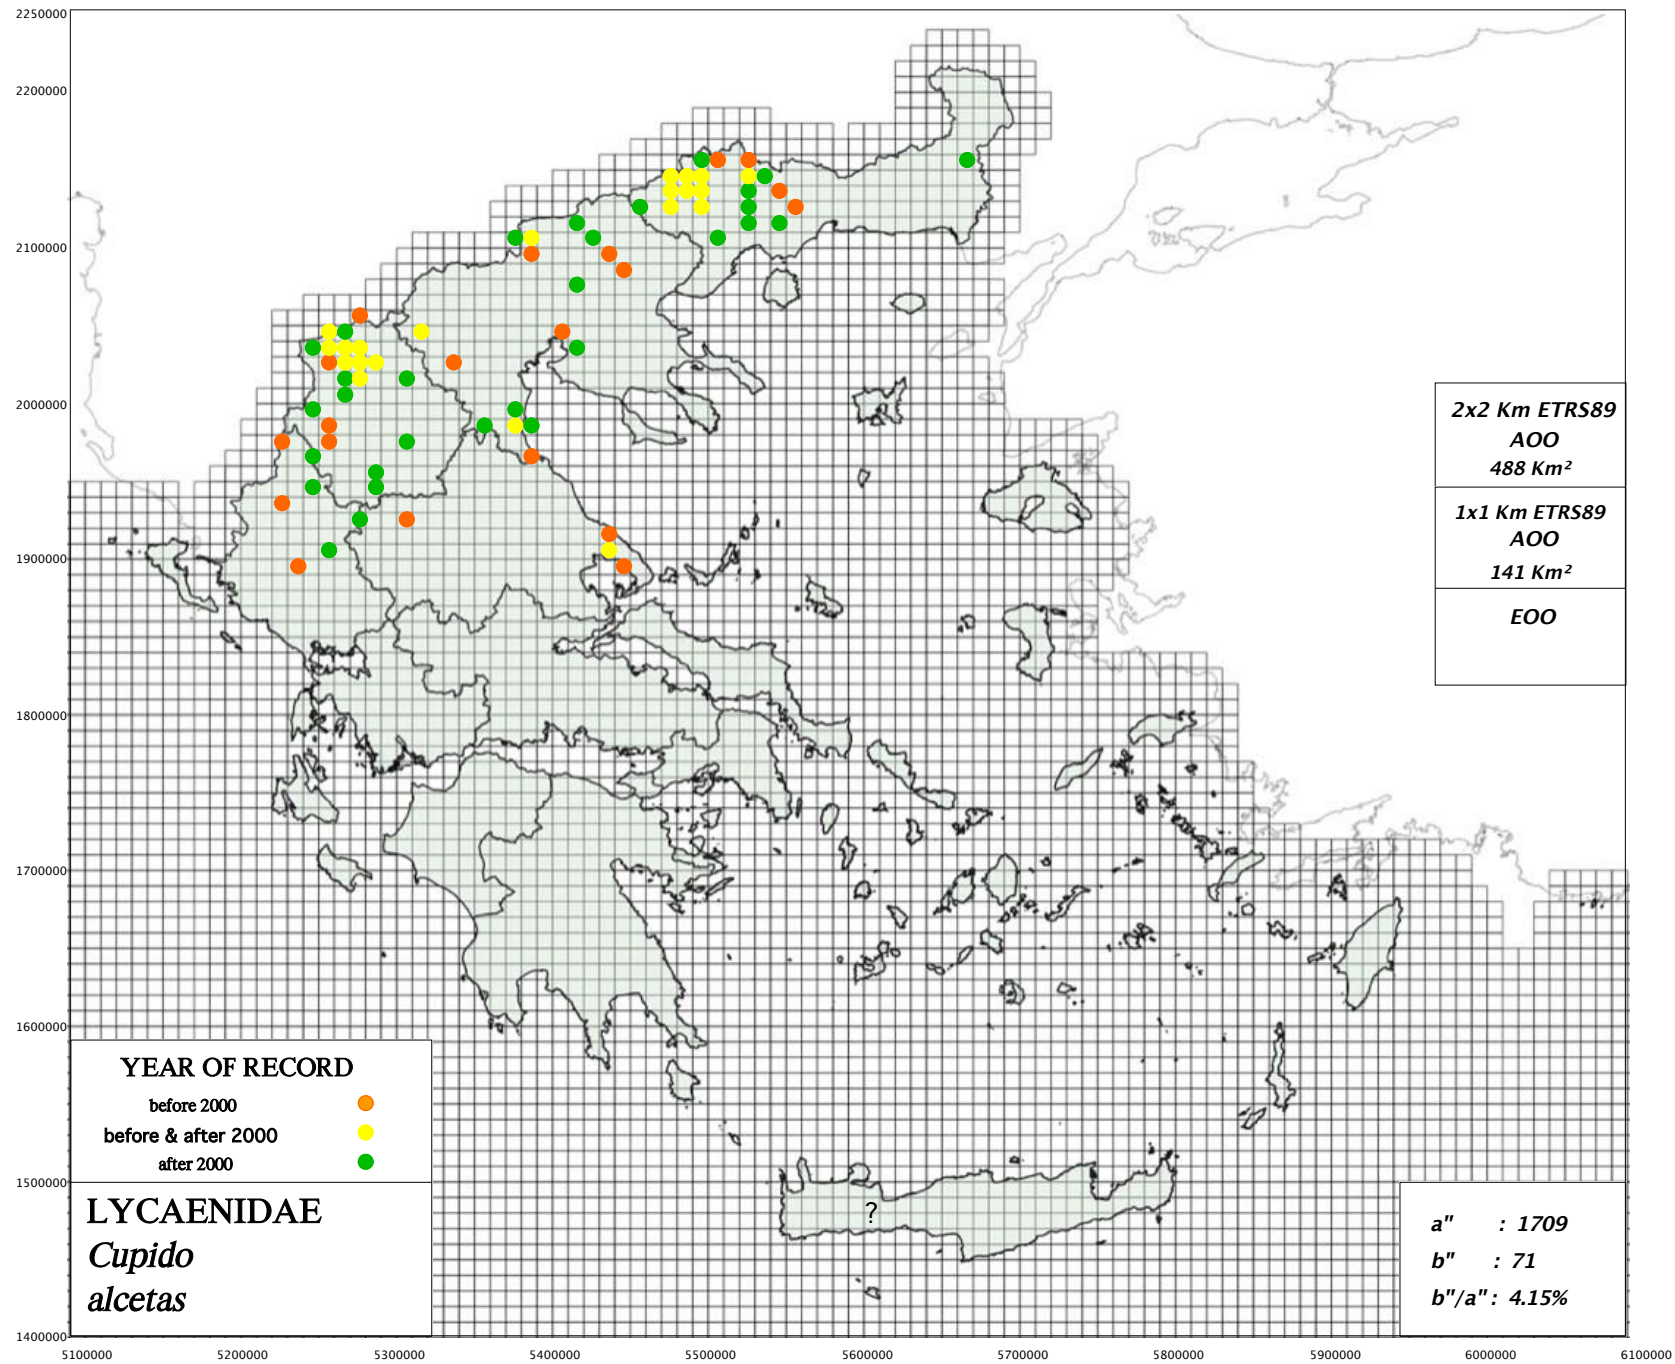 2250000
2200000
2100000
2000000
1900000
1800000
1700000
1600000
1500000
1400000
2x2 Km ETRS89
AOO
488 Km²
1x1 Km ETRS89
AOO
141 Km²
EOO
YEAR OF RECORD
before 2000
before & after 2000
after 2000
LYCAENIDAE
Cupido
alcetas
?
a" : 1709
b" : 71
b"/a" : 4.15%
5100000 5200000 5300000 5400000 5500000 5600000 5700000 5800000 5900000 6000000 6100000